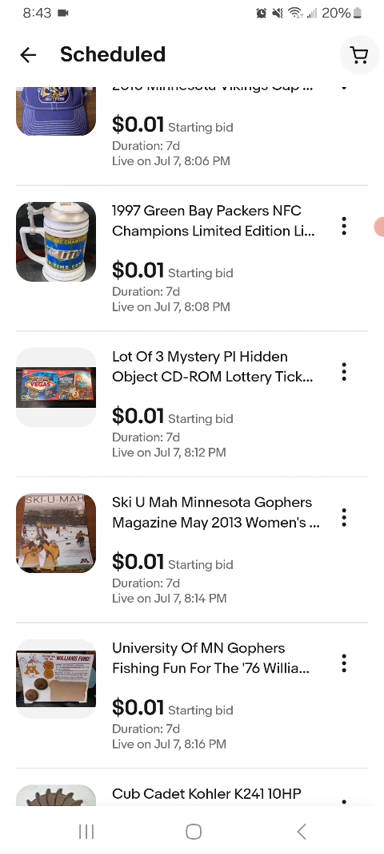 8:43
20%
Scheduled
2010 Minnesota Vikings Cap ...
$0.01 Starting bid
Duration: 7d
Live on Jul 7, 8:06 PM
1997 Green Bay Packers NFC
Champions Limited Edition Li...
$0.01 Starting bid
Duration: 7d
Live on Jul 7, 8:08 PM
Lot Of 3 Mystery PI Hidden
Object CD-ROM Lottery Tick...
$0.01 Starting bid
Duration: 7d
Live on Jul 7, 8:12 PM
SKI-U-MAH
Ski U Mah Minnesota Gophers
Magazine May 2013 Women's ...
$0.01 Starting bid
Duration: 7d
Live on Jul 7, 8:14 PM
University Of MN Gophers
Fishing Fun For The '76 Willia...
$0.01 Starting bid
Duration: 7d
Live on Jul 7, 8:16 PM
Cub Cadet Kohler K241 10HP